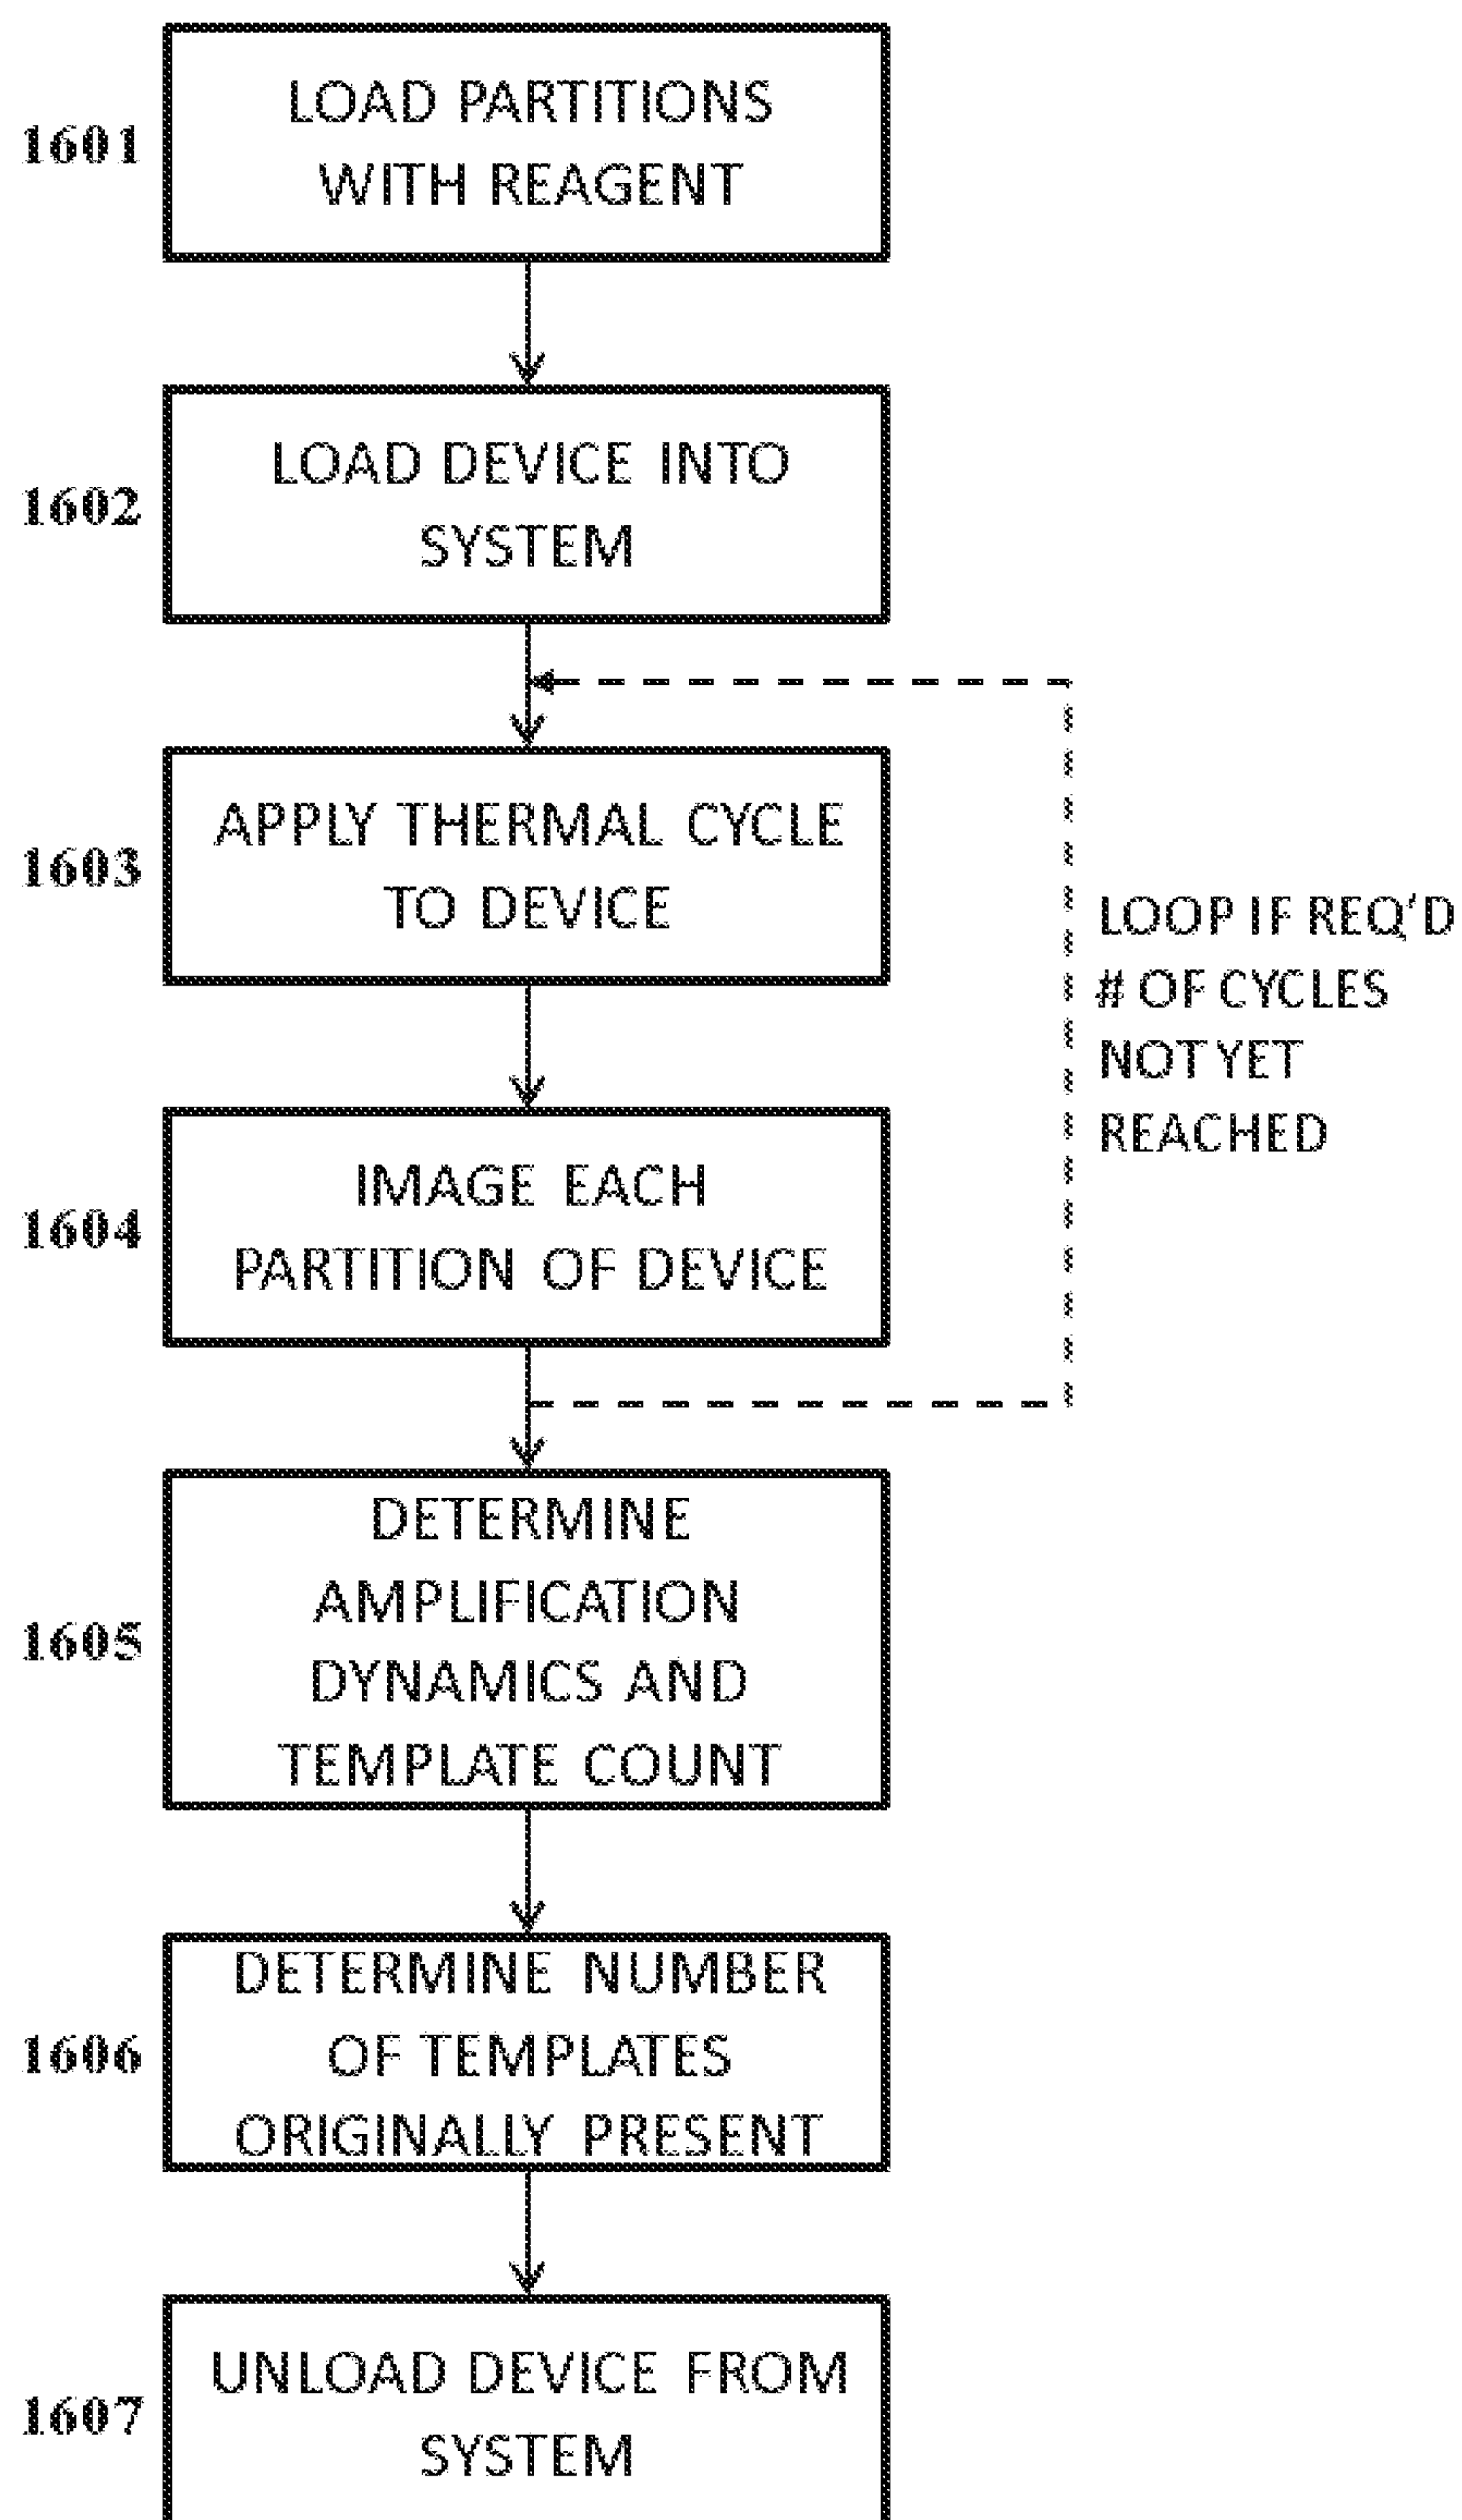 1601
LOAD PARTITIONS
WITH REAGENT
1602
LOAD DEVICE INTO
SYSTEM
1603
APPLY THERMAL CYCLE
TO DEVICE
LOOP IF REQ'D
# OF CYCLES
NOT YET
REACHED
1604
IMAGE EACH
PARTITION OF DEVICE
1605
DETERMINE
AMPLIFICATION
DYNAMICS AND
TEMPLATE COUNT
1606
DETERMINE NUMBER
OF TEMPLATES
ORIGINALLY PRESENT
1607
UNLOAD DEVICE FROM
SYSTEM